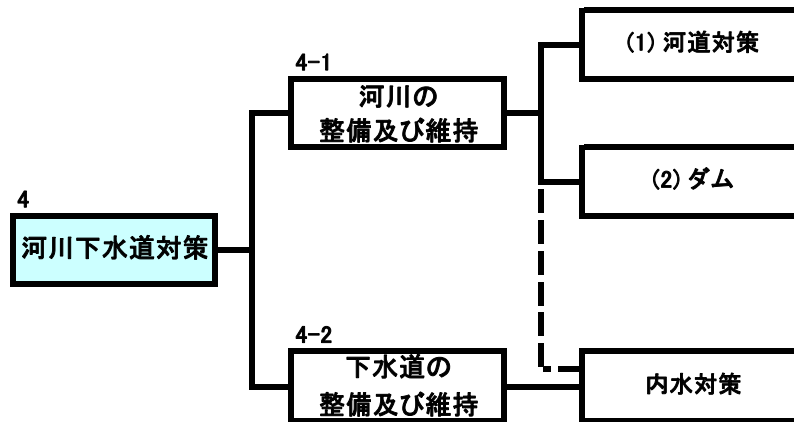 4
河川下水道対策
4-1
河川の
整備及び維持
(1) 河道対策
(2) ダム
4-2
下水道の
整備及び維持
内水対策